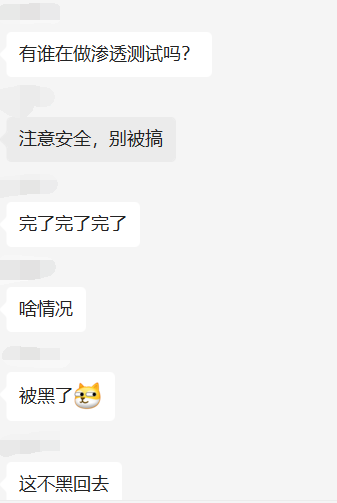 有谁在做渗透测试吗？
注意安全，别被搞
完了完了完了
啥情况
被黑了
这不黑回去